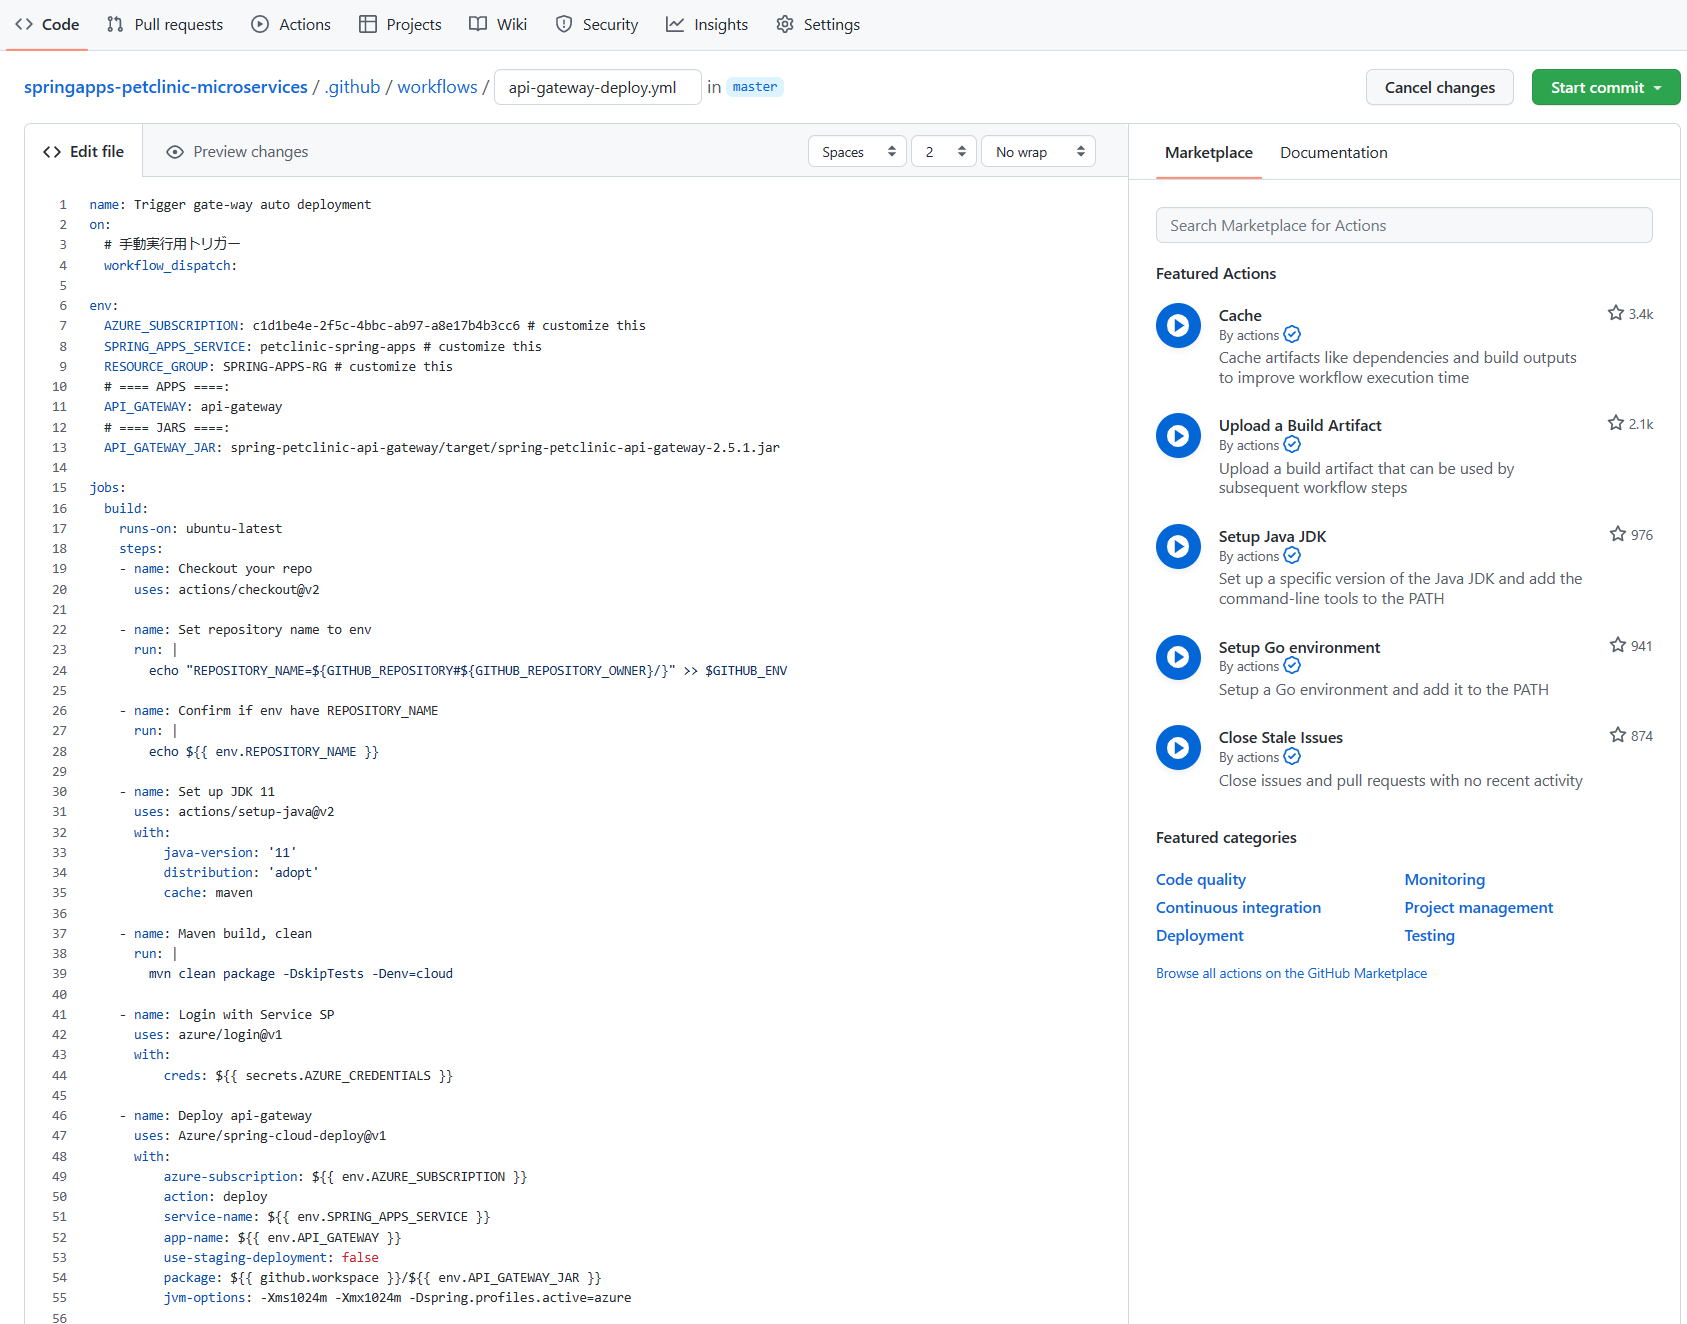 Code Pull requests Actions Projects Wiki Security Insights Settings
springapps-petclinic-microservices / .github / workflows / api-gateway-deploy.yml in master
Cancel changes Start commit
Edit file Preview changes
Spaces 2 No wrap
1 name: Trigger gate-way auto deployment
2 on:
3   # 手動実行用トリガー
4   workflow_dispatch:
5
6 env:
7   AZURE_SUBSCRIPTION: c1d1be4e-2f5c-4bbc-ab97-a8e17b4b3cc6 # customize this
8   SPRING_APPS_SERVICE: petclinic-spring-apps # customize this
9   RESOURCE_GROUP: SPRING-APPS-RG # customize this
10   # ==== APPS ====:
11   API_GATEWAY: api-gateway
12   # ==== JARS ====:
13   API_GATEWAY_JAR: spring-petclinic-api-gateway/target/spring-petclinic-api-gateway-2.5.1.jar
14
15 jobs:
16   build:
17     runs-on: ubuntu-latest
18     steps:
19     - name: Checkout your repo
20       uses: actions/checkout@v2
21
22     - name: Set repository name to env
23       run: |
24         echo "REPOSITORY_NAME=${GITHUB_REPOSITORY#${GITHUB_REPOSITORY_OWNER}/}" >> $GITHUB_ENV
25
26     - name: Confirm if env have REPOSITORY_NAME
27       run: |
28         echo ${{ env.REPOSITORY_NAME }}
29
30     - name: Set up JDK 11
31       uses: actions/setup-java@v2
32       with:
33           java-version: '11'
34           distribution: 'adopt'
35           cache: maven
36
37     - name: Maven build, clean
38       run: |
39         mvn clean package -DskipTests -Denv=cloud
40
41     - name: Login with Service SP
42       uses: azure/login@v1
43       with:
44           creds: ${{ secrets.AZURE_CREDENTIALS }}
45
46     - name: Deploy api-gateway
47       uses: Azure/spring-cloud-deploy@v1
48       with:
49           azure-subscription: ${{ env.AZURE_SUBSCRIPTION }}
50           action: deploy
51           service-name: ${{ env.SPRING_APPS_SERVICE }}
52           app-name: ${{ env.API_GATEWAY }}
53           use-staging-deployment: false
54           package: ${{ github.workspace }}/${{ env.API_GATEWAY_JAR }}
55           jvm-options: -Xms1024m -Xmx1024m -Dspring.profiles.active=azure
56
Marketplace Documentation
Search Marketplace for Actions
Featured Actions
Cache 3.4k
By actions
Cache artifacts like dependencies and build outputs
to improve workflow execution time
Upload a Build Artifact 2.1k
By actions
Upload a build artifact that can be used by
subsequent workflow steps
Setup Java JDK 976
By actions
Set up a specific version of the Java JDK and add the
command-line tools to the PATH
Setup Go environment 941
By actions
Setup a Go environment and add it to the PATH
Close Stale Issues 874
By actions
Close issues and pull requests with no recent activity
Featured categories
Code quality Monitoring
Continuous integration Project management
Deployment Testing
Browse all actions on the GitHub Marketplace